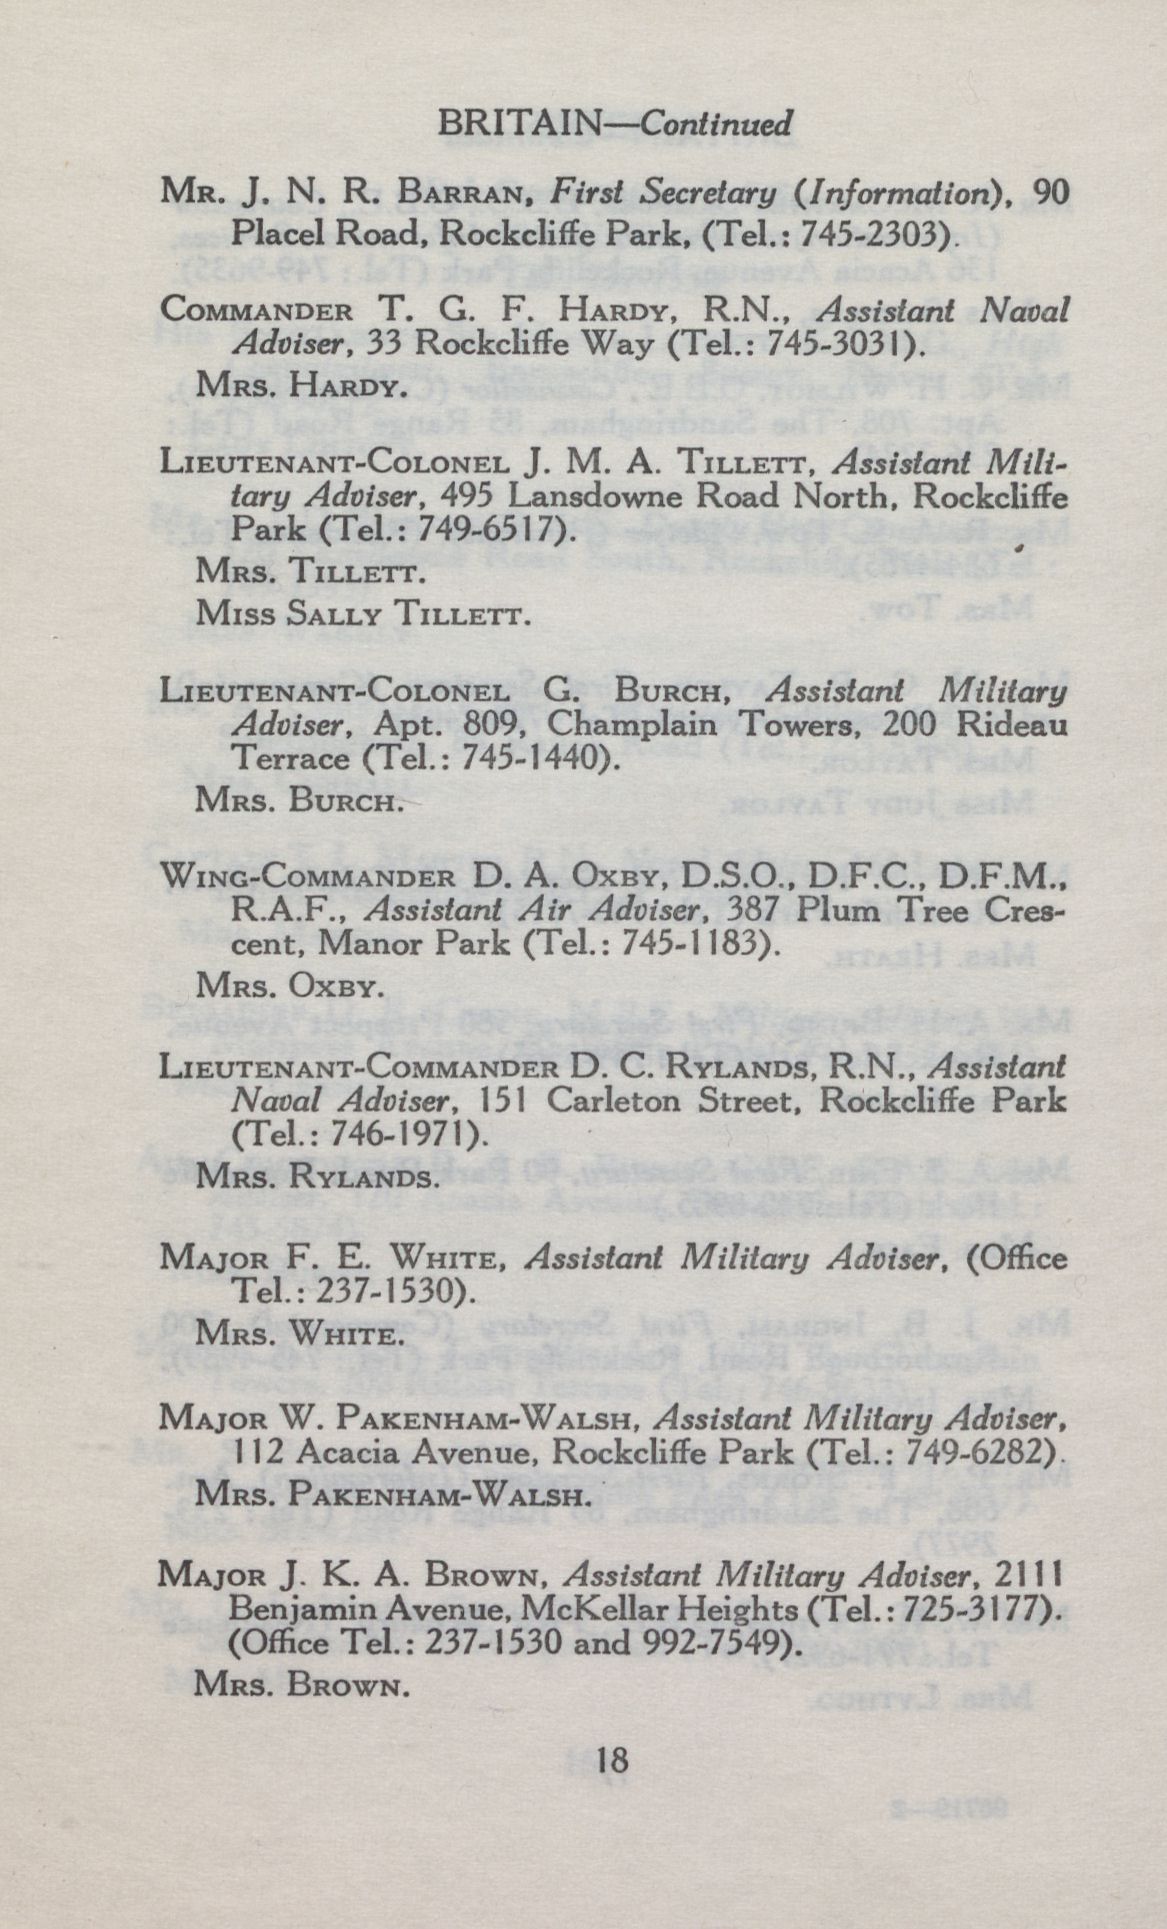 BRITAIN—Continued
MR. J. N. R. BARRAN, First Secretary (Information), 90
Placel Road, Rockcliffe Park, (Tel.: 745-2303).
COMMANDER T. G. F. HARDY, R.N., Assistant Naval
Adviser, 33 Rockcliffe Way (Tel.: 745-3031).
MRS. HARDY.
LIEUTENANT-COLONEL J. M. A. TILLETT, Assistant Mili-
tary Adviser, 495 Lansdowne Road North, Rockcliffe
Park (Tel.: 749-6517).
MRS. TILLETT.
MISS SALLY TILLETT.
LIEUTENANT-COLONEL G. BURCH, Assistant Military
Adviser, Apt. 809, Champlain Towers, 200 Rideau
Terrace (Tel.: 745-1440).
MRS. BURCH.
WING-COMMANDER D. A. OXBY, D.S.O., D.F.C., D.F.M.,
R.A.F., Assistant Air Adviser, 387 Plum Tree Cres-
cent, Manor Park (Tel.: 745-1183).
MRS. OXBY.
LIEUTENANT-COMMANDER D. C. RYLANDS, R.N., Assistant
Naval Adviser, 151 Carleton Street, Rockcliffe Park
(Tel.: 746-1971).
MRS. RYLANDS.
MAJOR F. E. WHITE, Assistant Military Adviser, (Office
Tel.: 237-1530).
MRS. WHITE.
MAJOR W. PAKENHAM-WALSH, Assistant Military Adviser,
112 Acacia Avenue, Rockcliffe Park (Tel.: 749-6282).
MRS. PAKENHAM-WALSH.
MAJOR J. K. A. BROWN, Assistant Military Adviser, 2111
Benjamin Avenue, McKellar Heights (Tel.: 725-3177).
(Office Tel.: 237-1530 and 992-7549).
MRS. BROWN.
18